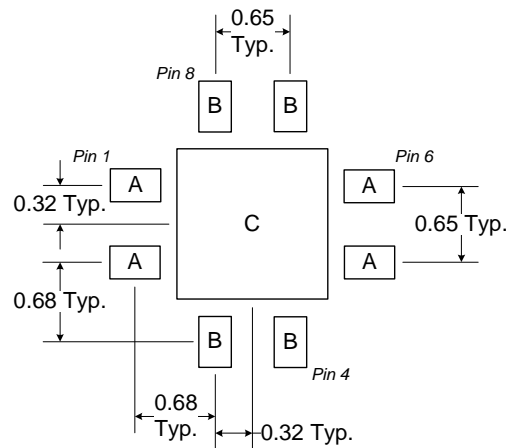 0.65
Typ.
Pin 8
B
B
Pin 1
Pin 6
A
A
0.32 Typ.
C
0.65 Typ.
A
A
0.68 Typ.
B
B
Pin 4
0.68
Typ.
0.32 Typ.